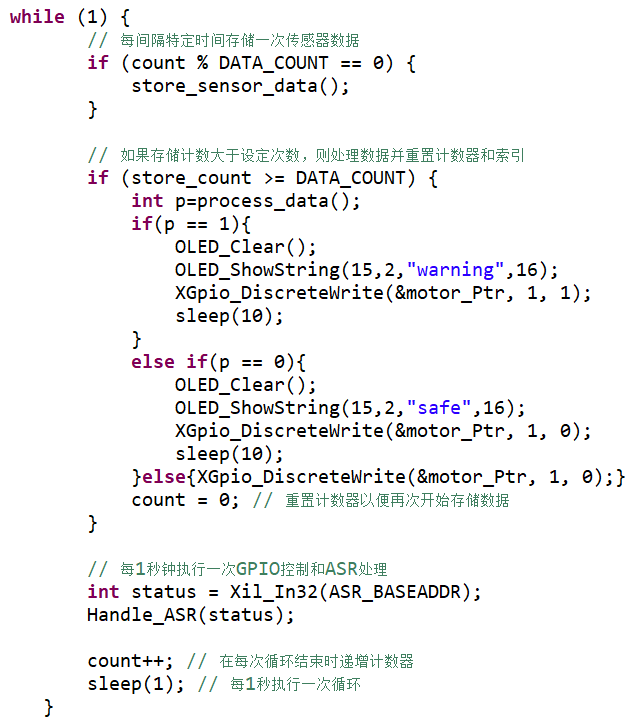 while (1) {
// 每间隔特定时间存储一次传感器数据
if (count % DATA_COUNT == 0) {
store_sensor_data();
}
// 如果存储计数大于设定次数，则处理数据并重置计数器和索引
if (store_count >= DATA_COUNT) {
int p=process_data();
if(p == 1){
OLED_Clear();
OLED_ShowString(15,2,"warning",16);
XGpio_DiscreteWrite(&motor_Ptr, 1, 1);
sleep(10);
}
else if(p == 0){
OLED_Clear();
OLED_ShowString(15,2,"safe",16);
XGpio_DiscreteWrite(&motor_Ptr, 1, 0);
sleep(10);
}else{XGpio_DiscreteWrite(&motor_Ptr, 1, 0);}
count = 0; // 重置计数器以便再次开始存储数据
}
// 每1秒钟执行一次GPIO控制和ASR处理
int status = Xil_In32(ASR_BASEADDR);
Handle_ASR(status);
count++; // 在每次循环结束时递增计数器
sleep(1); // 每1秒执行一次循环
}